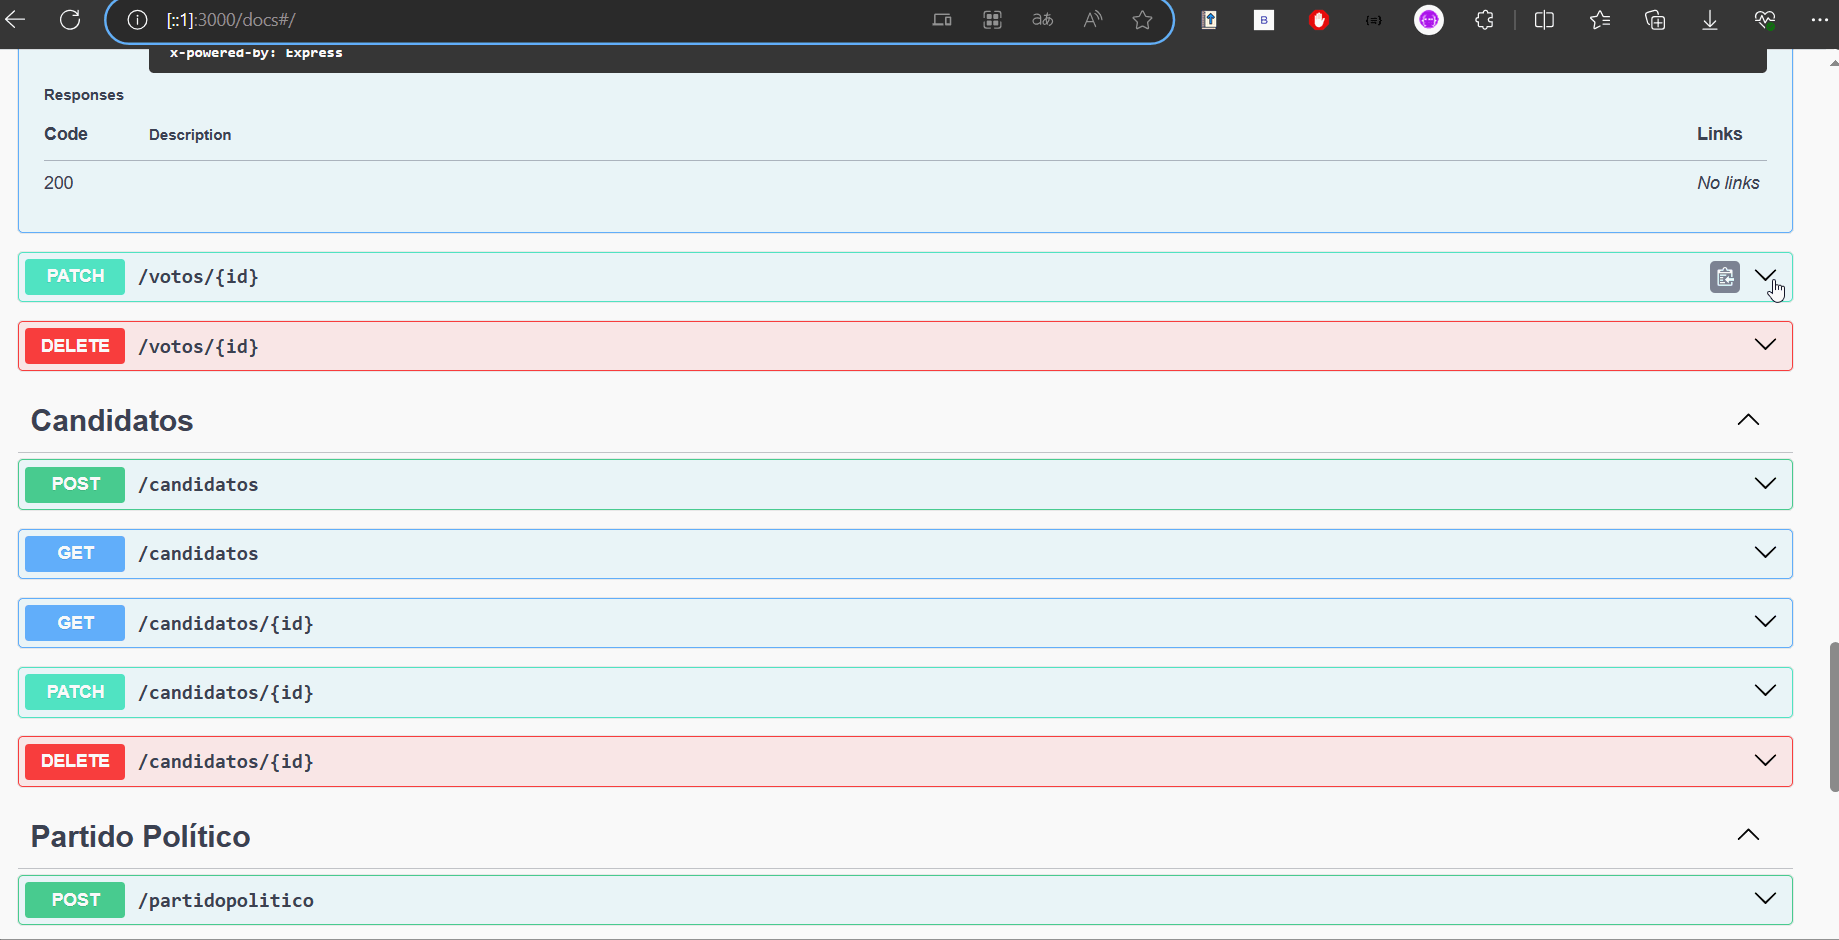 [::1]:3000/docs#/
x-powered-by: Express
Responses
Code Description Links
200 No links
PATCH /votos/{id}
DELETE /votos/{id}
Candidatos
POST /candidatos
GET /candidatos
GET /candidatos/{id}
PATCH /candidatos/{id}
DELETE /candidatos/{id}
Partido Político
POST /partidopolitico